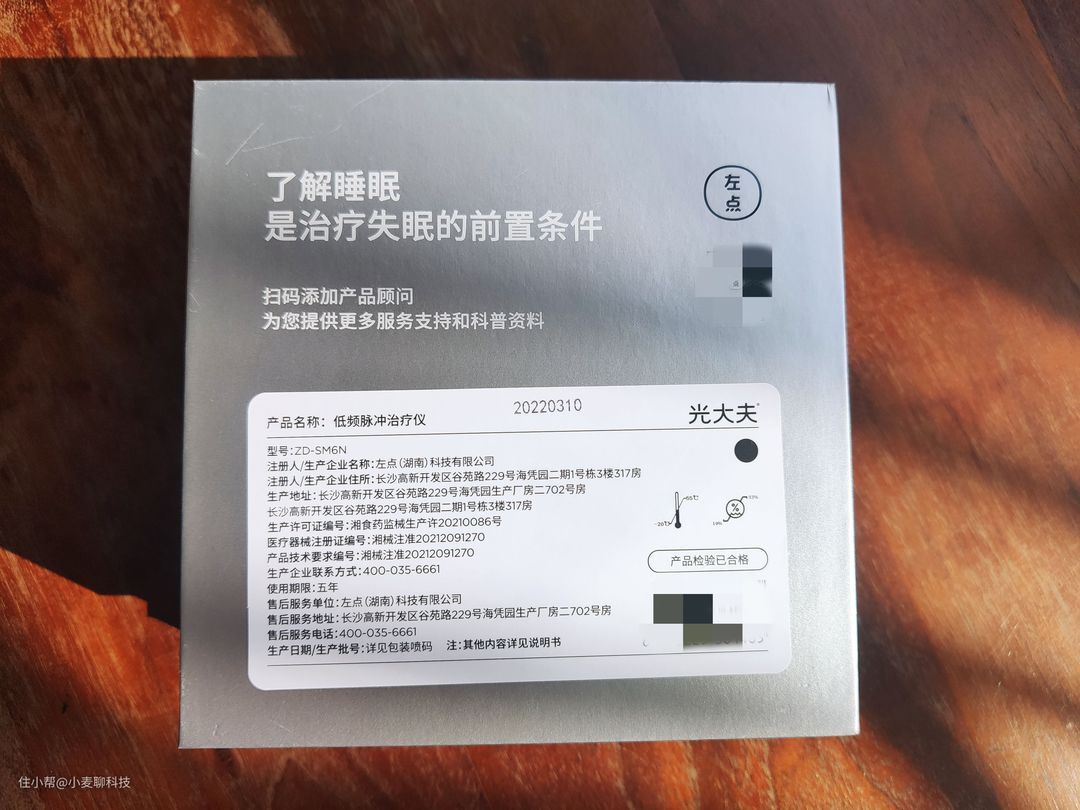 了解睡眠
是治疗失眠的前置条件
左
点
扫码添加产品顾问
为您提供更多服务支持和科普资料
产品名称：低频脉冲治疗仪
20220310
光大夫
型号:ZD-SM6N
注册人/生产企业名称:左点(湖南)科技有限公司
注册人/生产企业住所:长沙高新开发区谷苑路229号海凭园二期1号栋3楼317房
生产地址:长沙高新开发区谷苑路229号海凭园生产厂房二702号房
长沙高新开发区谷苑路229号海凭园二期1号栋3楼317房
生产许可证编号:湘食药监械生产许20210086号
医疗器械注册证编号:湘械注准20212091270
产品技术要求编号:湘械注准20212091270
生产企业联系方式:400-035-6661
使用期限:五年
售后服务单位:左点(湖南)科技有限公司
售后服务地址:长沙高新开发区谷苑路229号海凭园生产厂房二702号房
售后服务电话:400-035-6661
生产日期/生产批号:详见包装喷码 注:其他内容详见说明书
-20℃
%
产品检验已合格
住小帮@小麦聊科技